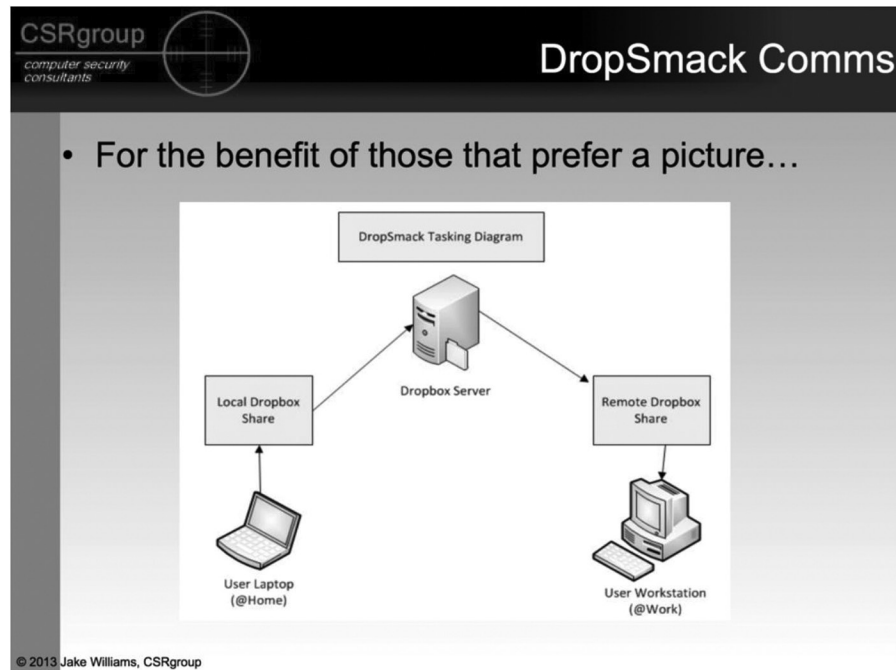 CSRgroup
computer security
consultants
DropSmack Comms
• For the benefit of those that prefer a picture…
DropSmack Tasking Diagram
Dropbox Server
Local Dropbox
Share
Remote Dropbox
Share
User Laptop
(@Home)
User Workstation
(@Work)
© 2013 Jake Williams, CSRgroup